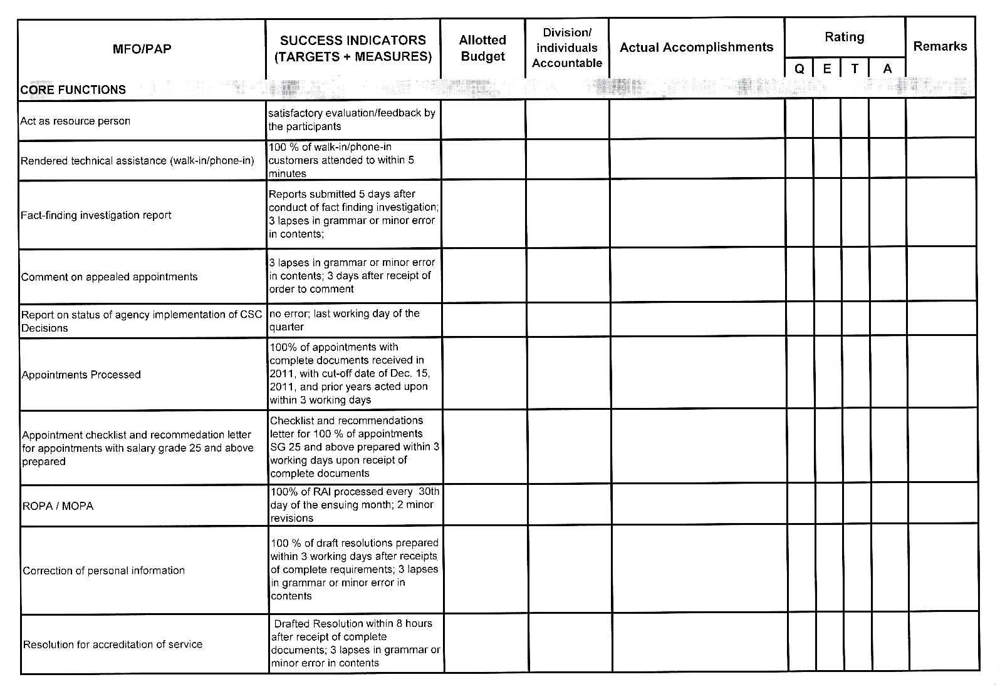 MFO/PAP
SUCCESS INDICATORS
(TARGETS + MEASURES)
Allotted
Budget
Division/
individuals
Accountable
Actual Accomplishments
Rating
Q E T A
Remarks
CORE FUNCTIONS
Act as resource person
satisfactory evaluation/feedback by
the participants
Rendered technical assistance (walk-in/phone-in)
100 % of walk-in/phone-in
customers attended to within 5
minutes
Fact-finding investigation report
Reports submitted 5 days after
conduct of fact finding investigation;
3 lapses in grammar or minor error
in contents;
Comment on appealed appointments
3 lapses in grammar or minor error
in contents; 3 days after receipt of
order to comment
Report on status of agency implementation of CSC
Decisions
no error; last working day of the
quarter
Appointments Processed
100% of appointments with
complete documents received in
2011, with cut-off date of Dec. 15,
2011, and prior years acted upon
within 3 working days
Appointment checklist and recommedation letter
for appointments with salary grade 25 and above
prepared
Checklist and recommendations
letter for 100 % of appointments
SG 25 and above prepared within 3
working days upon receipt of
complete documents
ROPA / MOPA
100% of RAI processed every 30th
day of the ensuing month; 2 minor
revisions
Correction of personal information
100 % of draft resolutions prepared
within 3 working days after receipts
of complete requirements; 3 lapses
in grammar or minor error in
contents
Resolution for accreditation of service
Drafted Resolution within 8 hours
after receipt of complete
documents; 3 lapses in grammar or
minor error in contents